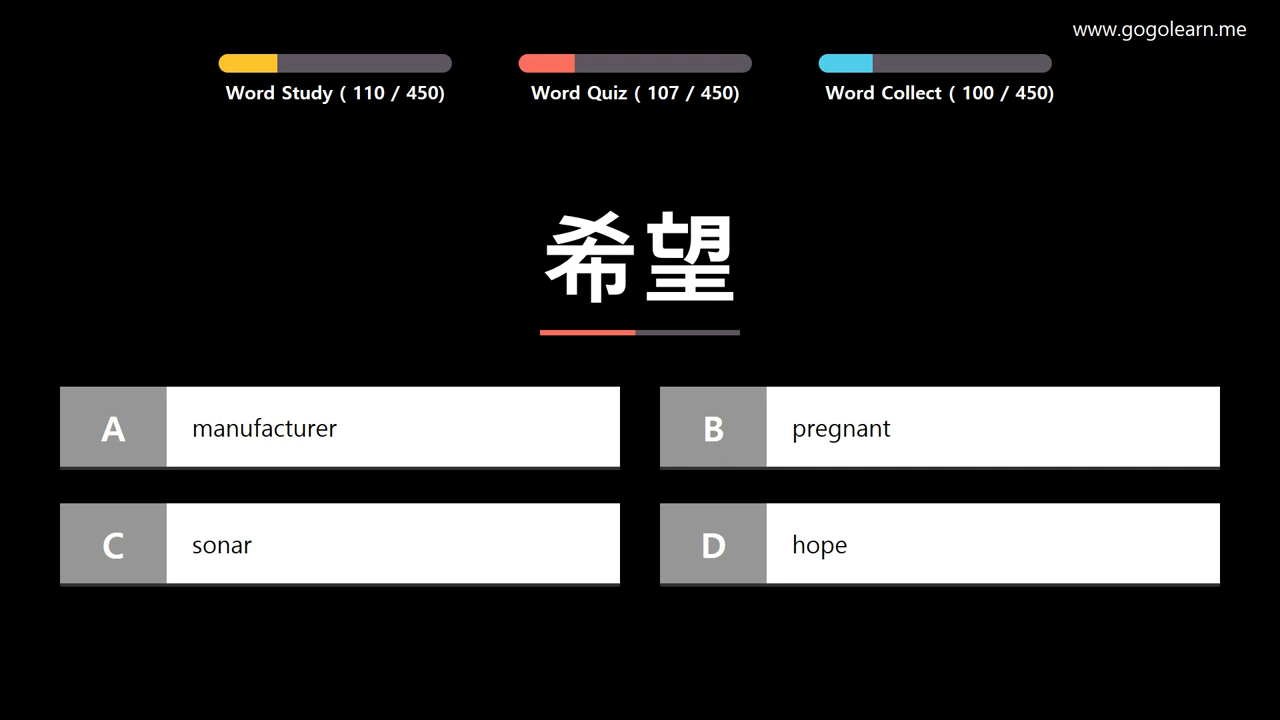 www.gogolearn.me
Word Study ( 110 / 450)
Word Quiz ( 107 / 450)
Word Collect ( 100 / 450)
希望
A manufacturer
B pregnant
C sonar
D hope